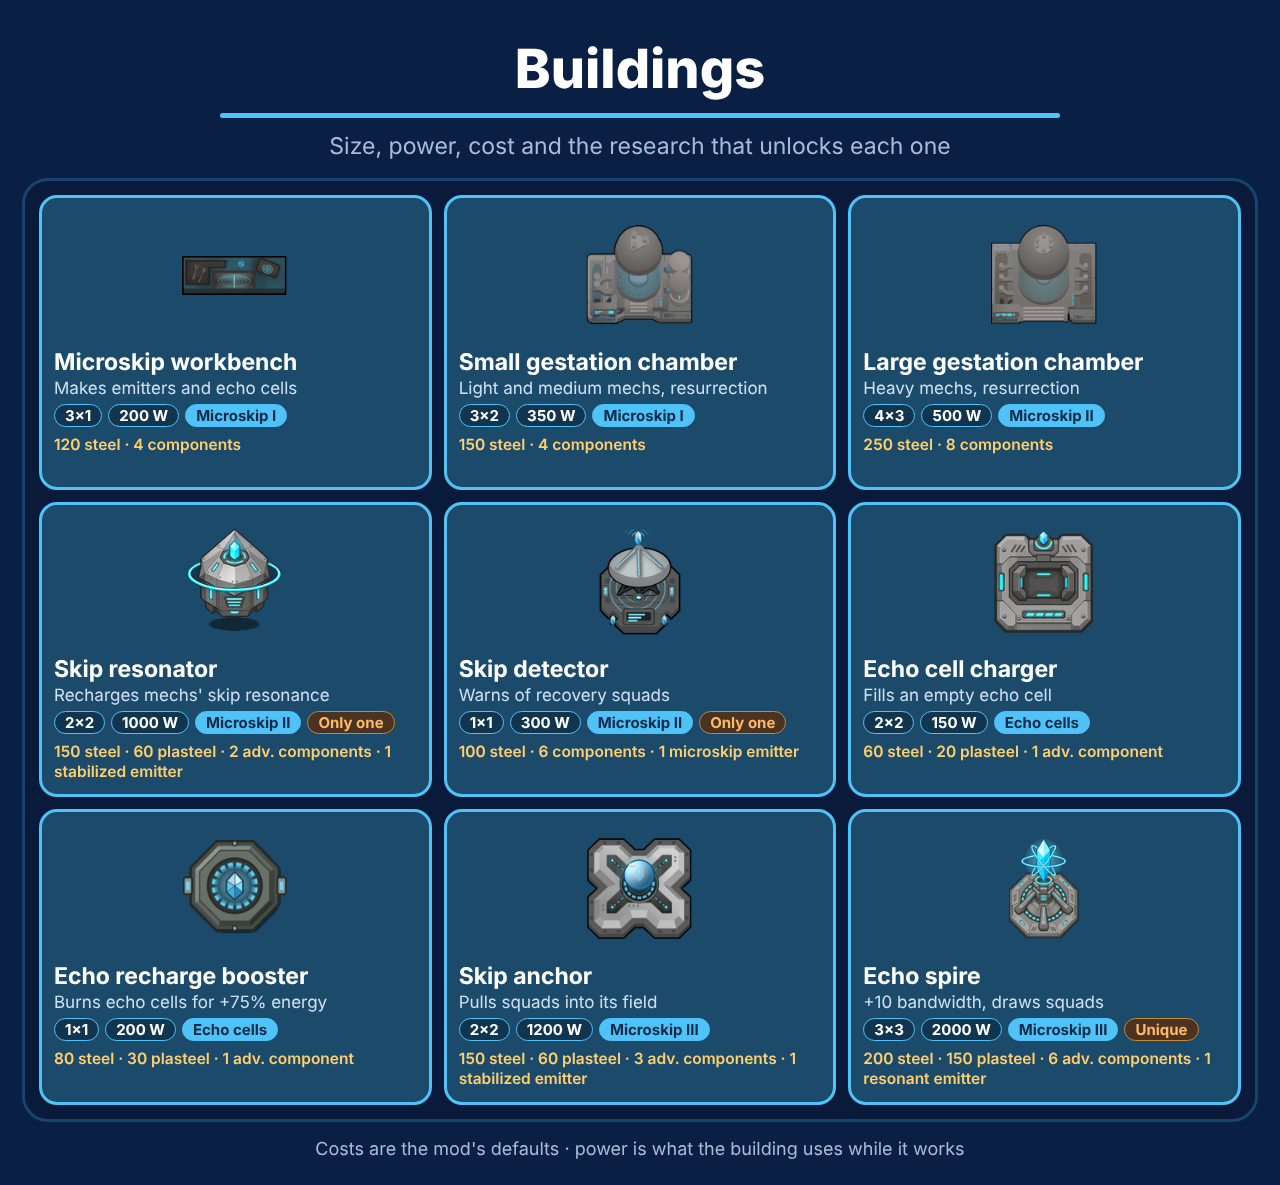 Buildings
Size, power, cost and the research that unlocks each one
Microskip workbench
Makes emitters and echo cells
3×1 200 W Microskip I
120 steel · 4 components
Small gestation chamber
Light and medium mechs, resurrection
3×2 350 W Microskip I
150 steel · 4 components
Large gestation chamber
Heavy mechs, resurrection
4×3 500 W Microskip II
250 steel · 8 components
Skip resonator
Recharges mechs' skip resonance
2×2 1000 W Microskip II Only one
150 steel · 60 plasteel · 2 adv. components · 1
stabilized emitter
Skip detector
Warns of recovery squads
1×1 300 W Microskip II Only one
100 steel · 6 components · 1 microskip emitter
Echo cell charger
Fills an empty echo cell
2×2 150 W Echo cells
60 steel · 20 plasteel · 1 adv. component
Echo recharge booster
Burns echo cells for +75% energy
1×1 200 W Echo cells
80 steel · 30 plasteel · 1 adv. component
Skip anchor
Pulls squads into its field
2×2 1200 W Microskip III
150 steel · 60 plasteel · 3 adv. components · 1
stabilized emitter
Echo spire
+10 bandwidth, draws squads
3×3 2000 W Microskip III Unique
200 steel · 150 plasteel · 6 adv. components · 1
resonant emitter
Costs are the mod's defaults · power is what the building uses while it works